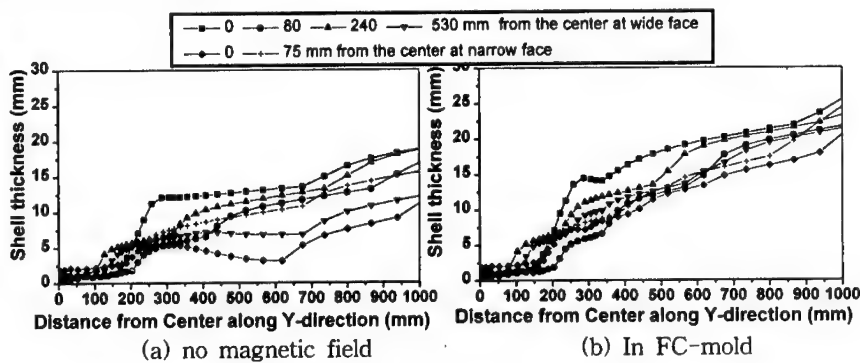 0 80 240 530 mm from the center at wide face
0 75 mm from the center at narrow face
Shell thickness (mm)
30
25
20
15
10
5
0
0 100 200 300 400 500 600 700 800 900 1000
Distance from Center along Y-direction (mm)
(a) no magnetic field
Shell thickness (mm)
30
25
20
15
10
5
0
0 100 200 300 400 500 600 700 800 900 1000
Distance from Center along Y-direction (mm)
(b) In FC-mold